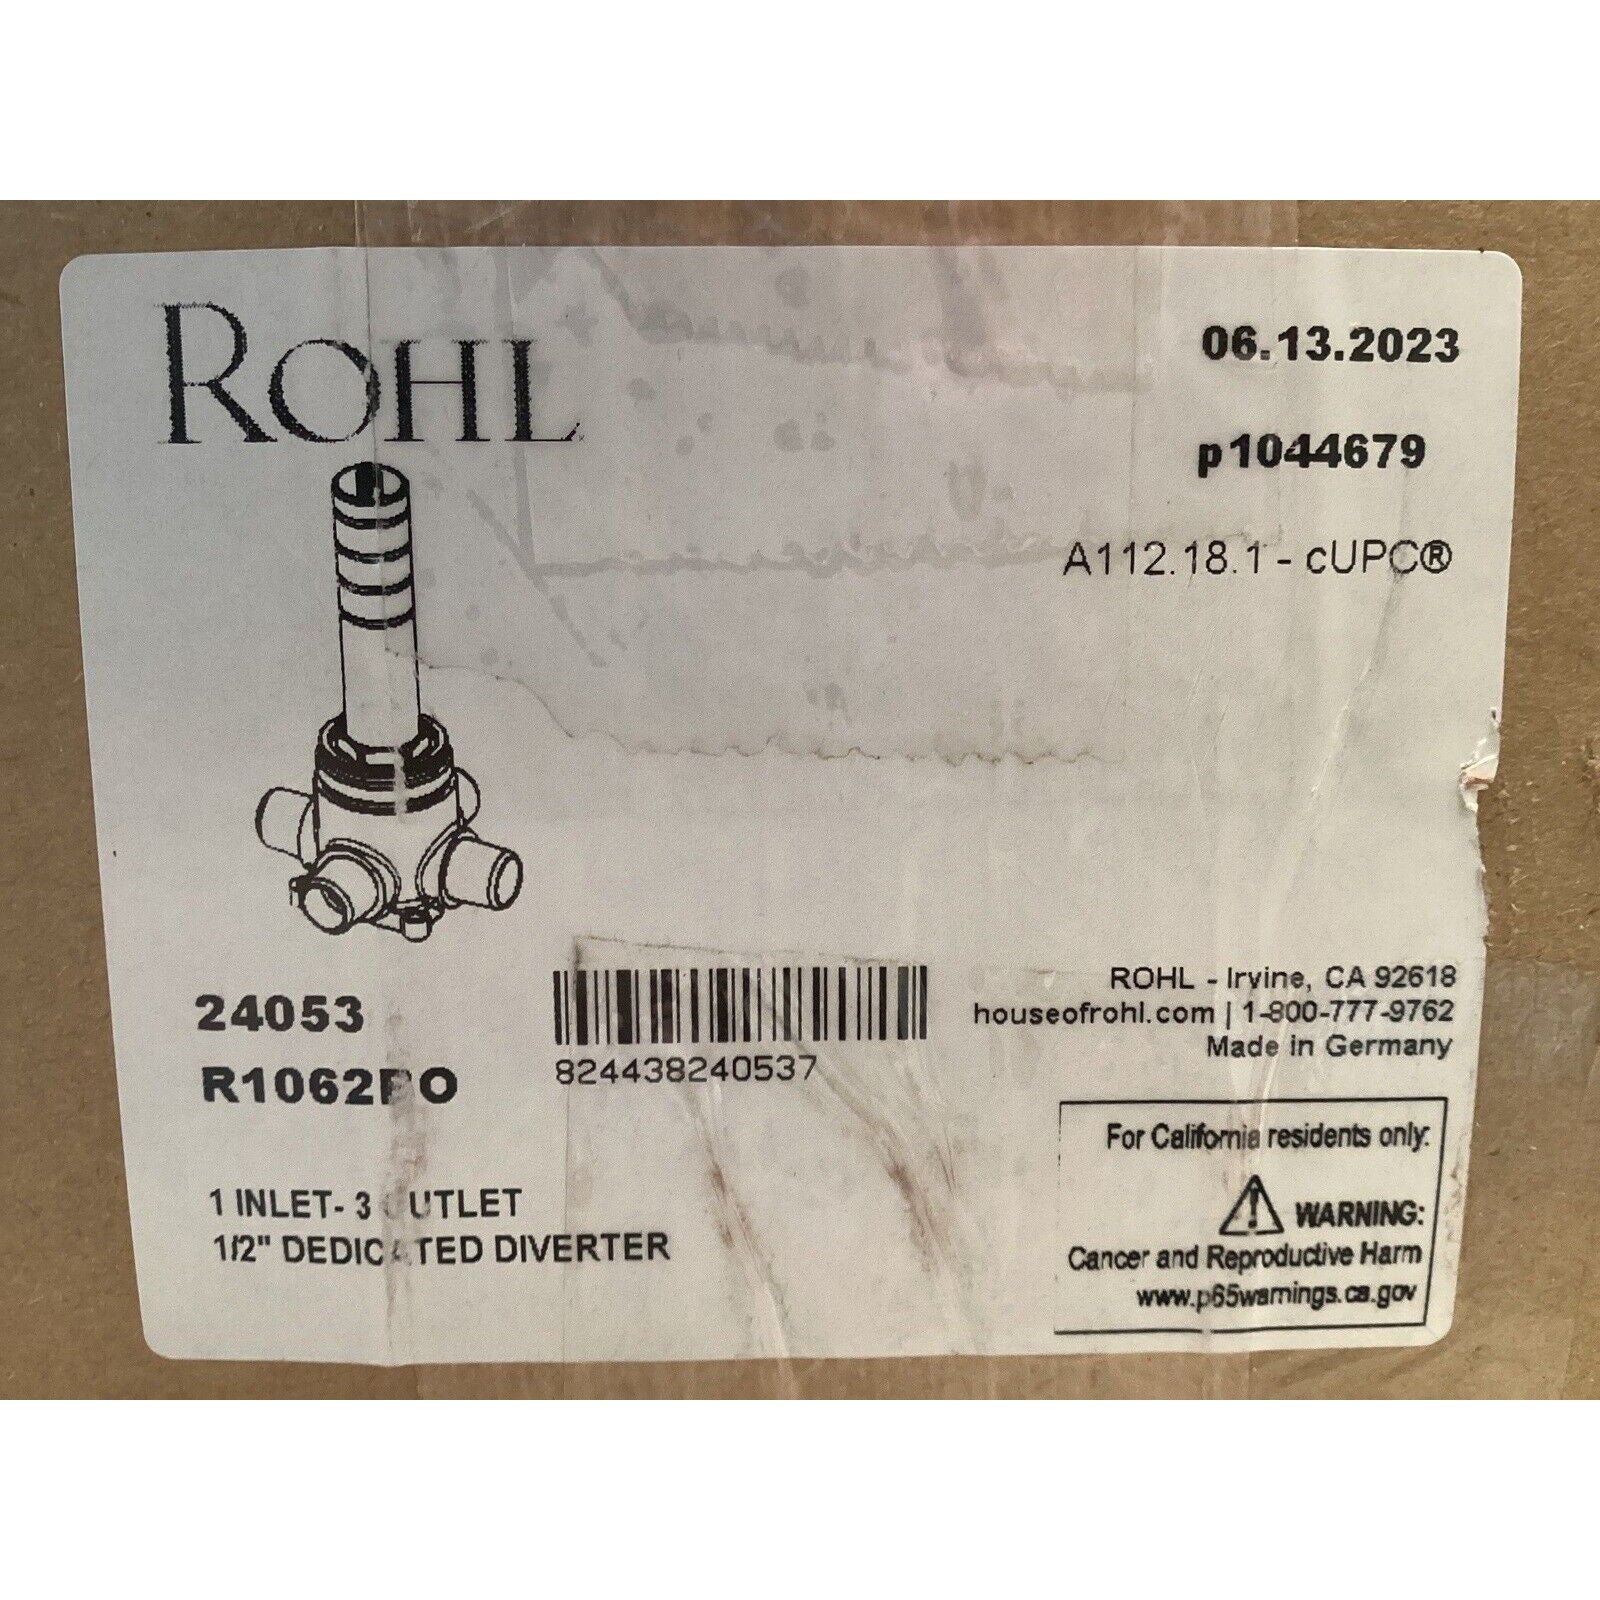 ROHL
06.13.2023
p1044679
A112.18.1 - cUPC®
24053
R1062BO
824438240537
1 INLET- 3 OUTLET
1/2" DEDICATED DIVERTER
ROHL - Irvine, CA 92618
houseofrohl.com | 1-800-777-9762
Made in Germany
For California residents only:
WARNING:
Cancer and Reproductive Harm
www.p65warnings.ca.gov